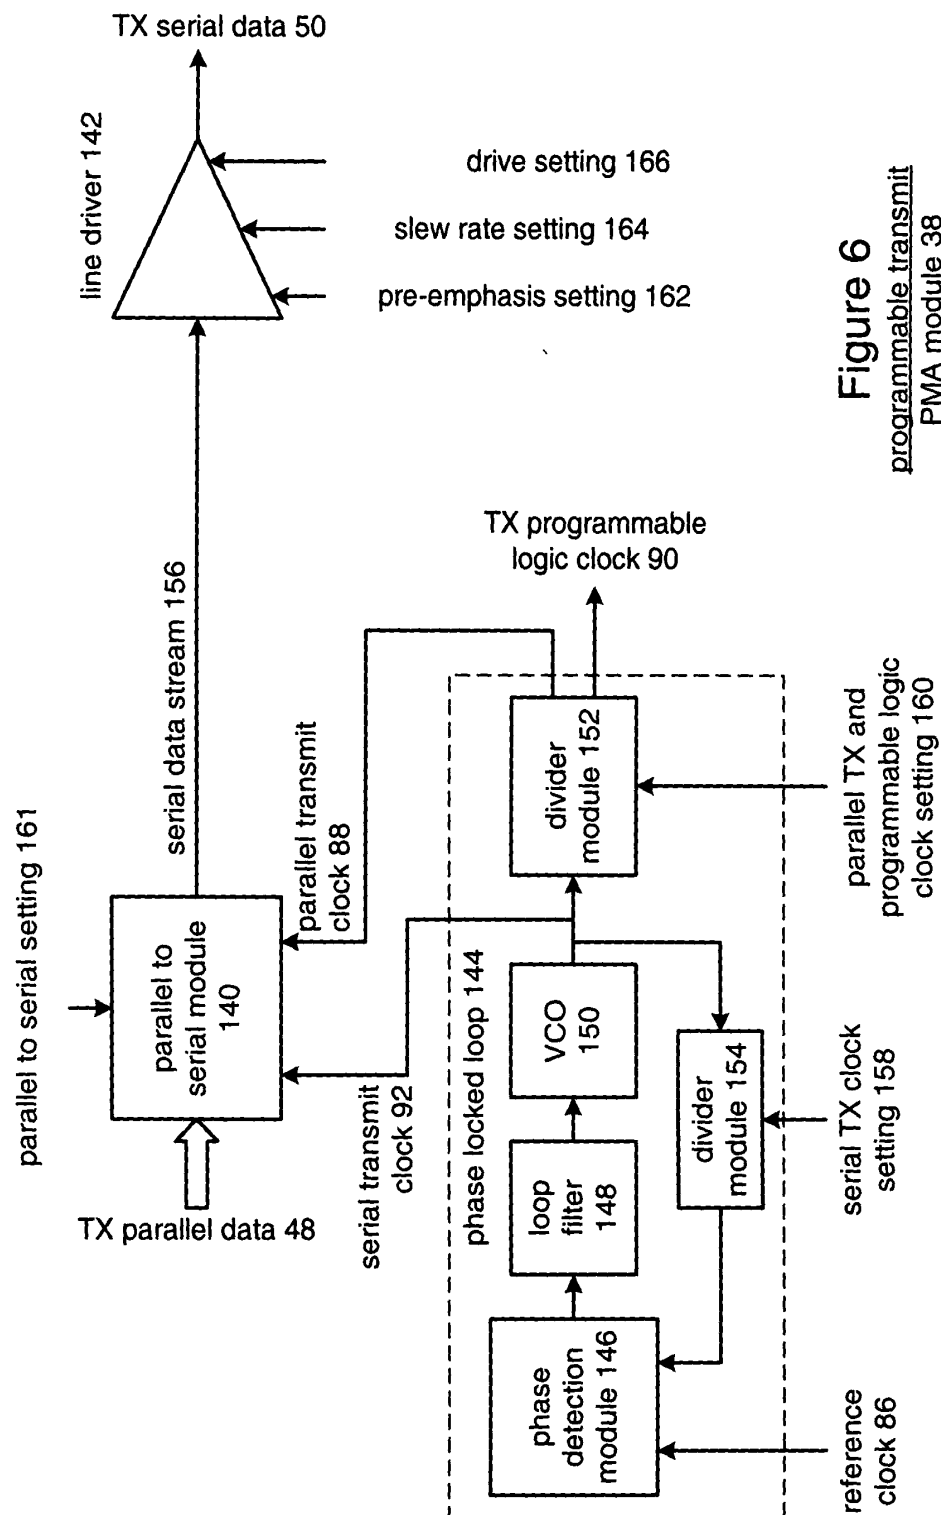 TX serial data 50
line driver 142
drive setting 166
slew rate setting 164
pre-emphasis setting 162
Figure 6
programmable transmit
PMA module 38
serial data stream 156
TX programmable
logic clock 90
parallel to serial setting 161
parallel to
serial module
140
TX parallel data 48
parallel transmit
clock 88
serial transmit
clock 92
phase locked loop 144
divider
module 152
VCO
150
loop
filter
148
divider
module 154
phase
detection
module 146
parallel TX and
programmable logic
clock setting 160
serial TX clock
setting 158
reference
clock 86